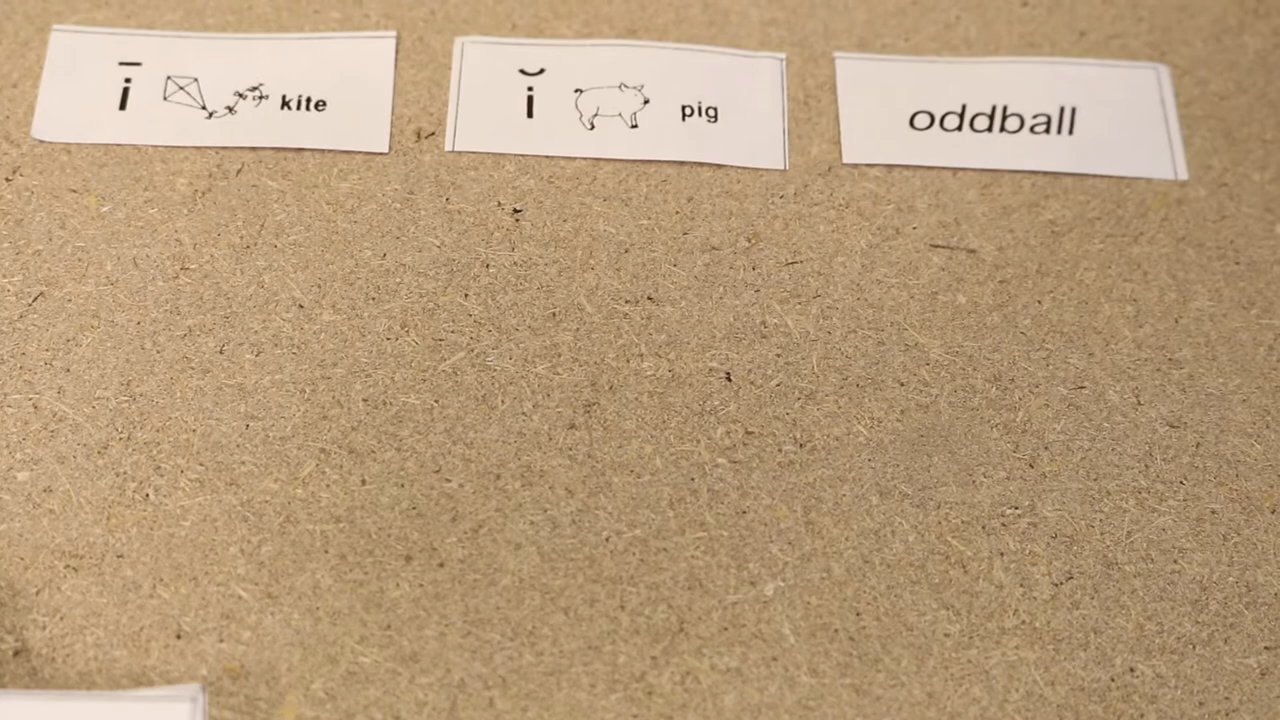 ī kite
ĭ pig
oddball